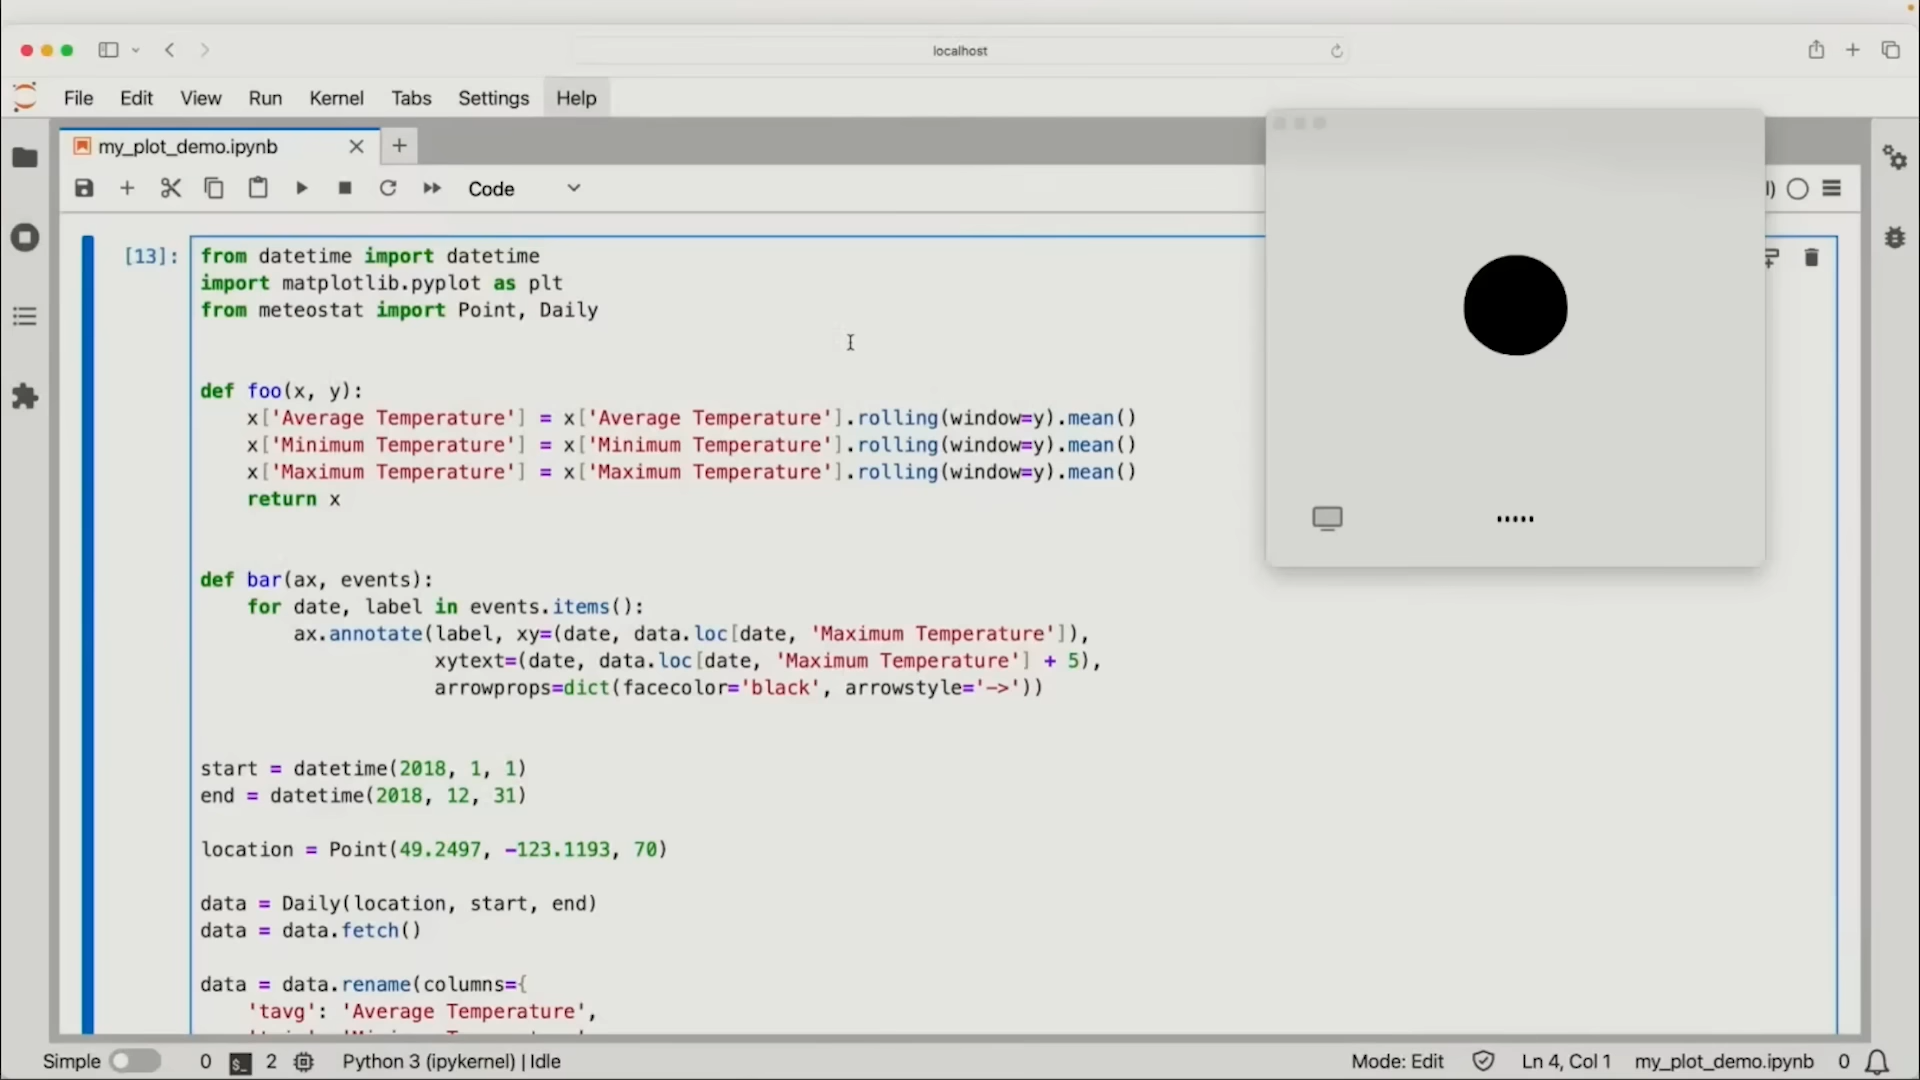 localhost
File Edit View Run Kernel Tabs Settings Help
my_plot_demo.ipynb
Code
[13]:
from datetime import datetime
import matplotlib.pyplot as plt
from meteostat import Point, Daily
def foo(x, y):
x['Average Temperature'] = x['Average Temperature'].rolling(window=y).mean()
x['Minimum Temperature'] = x['Minimum Temperature'].rolling(window=y).mean()
x['Maximum Temperature'] = x['Maximum Temperature'].rolling(window=y).mean()
return x
def bar(ax, events):
for date, label in events.items():
ax.annotate(label, xy=(date, data.loc[date, 'Maximum Temperature']),
xytext=(date, data.loc[date, 'Maximum Temperature'] + 5),
arrowprops=dict(facecolor='black', arrowstyle='->'))
start = datetime(2018, 1, 1)
end = datetime(2018, 12, 31)
location = Point(49.2497, -123.1193, 70)
data = Daily(location, start, end)
data = data.fetch()
data = data.rename(columns={
'tavg': 'Average Temperature',
Simple 0 2 Python 3 (ipykernel) | Idle Mode: Edit Ln 4, Col 1 my_plot_demo.ipynb 0